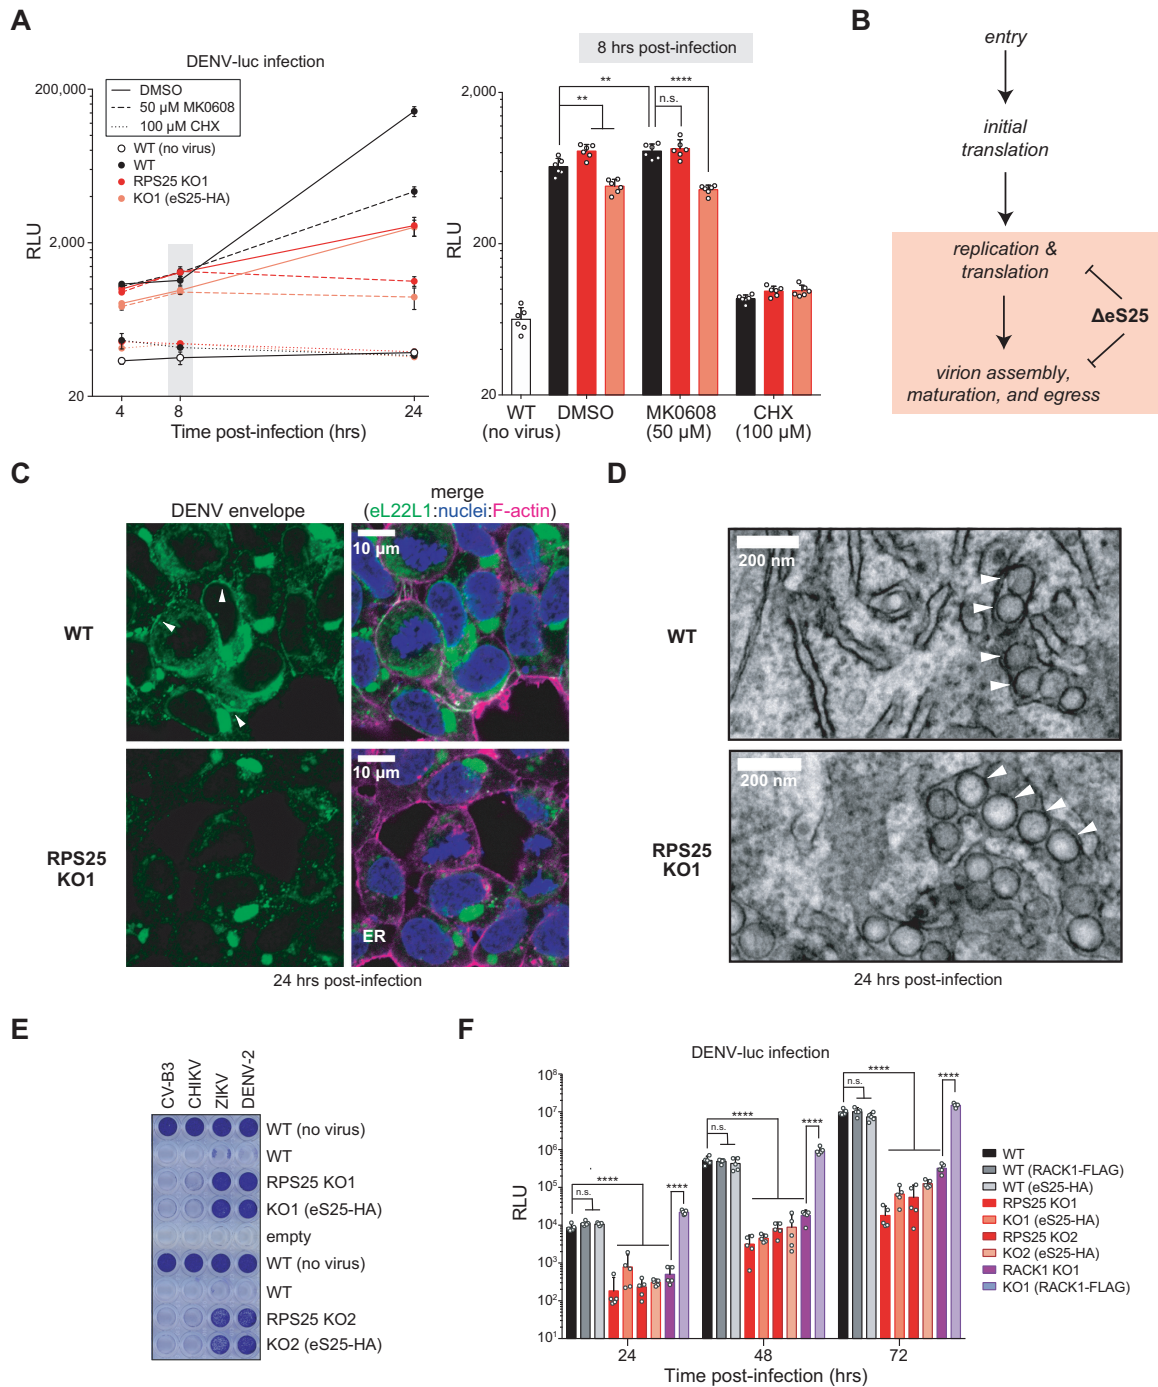 A
DENV-luc infection
200,000
2,000
20
RLU
DMSO
50 µM MK0608
100 µM CHX
WT (no virus)
WT
RPS25 KO1
KO1 (eS25-HA)
4
8
24
Time post-infection (hrs)
8 hrs post-infection
2,000
200
20
RLU
**
**
****
n.s.
WT
(no virus)
DMSO
MK0608
(50 µM)
CHX
(100 µM)
B
entry
initial
translation
replication &
translation
ΔeS25
virion assembly,
maturation, and egress
C
DENV envelope
merge
(eL22L1:nuclei:F-actin)
WT
10 µm
RPS25
KO1
10 µm
ER
24 hrs post-infection
D
WT
200 nm
RPS25
KO1
200 nm
24 hrs post-infection
E
CV-B3
CHIKV
ZIKV
DENV-2
WT (no virus)
WT
RPS25 KO1
KO1 (eS25-HA)
empty
WT (no virus)
WT
RPS25 KO2
KO2 (eS25-HA)
F
DENV-luc infection
10⁸
10⁷
10⁶
10⁵
10⁴
10³
10²
10¹
RLU
****
n.s.
****
****
n.s.
****
****
n.s.
****
24
48
72
Time post-infection (hrs)
WT
WT (RACK1-FLAG)
WT (eS25-HA)
RPS25 KO1
KO1 (eS25-HA)
RPS25 KO2
KO2 (eS25-HA)
RACK1 KO1
KO1 (RACK1-FLAG)